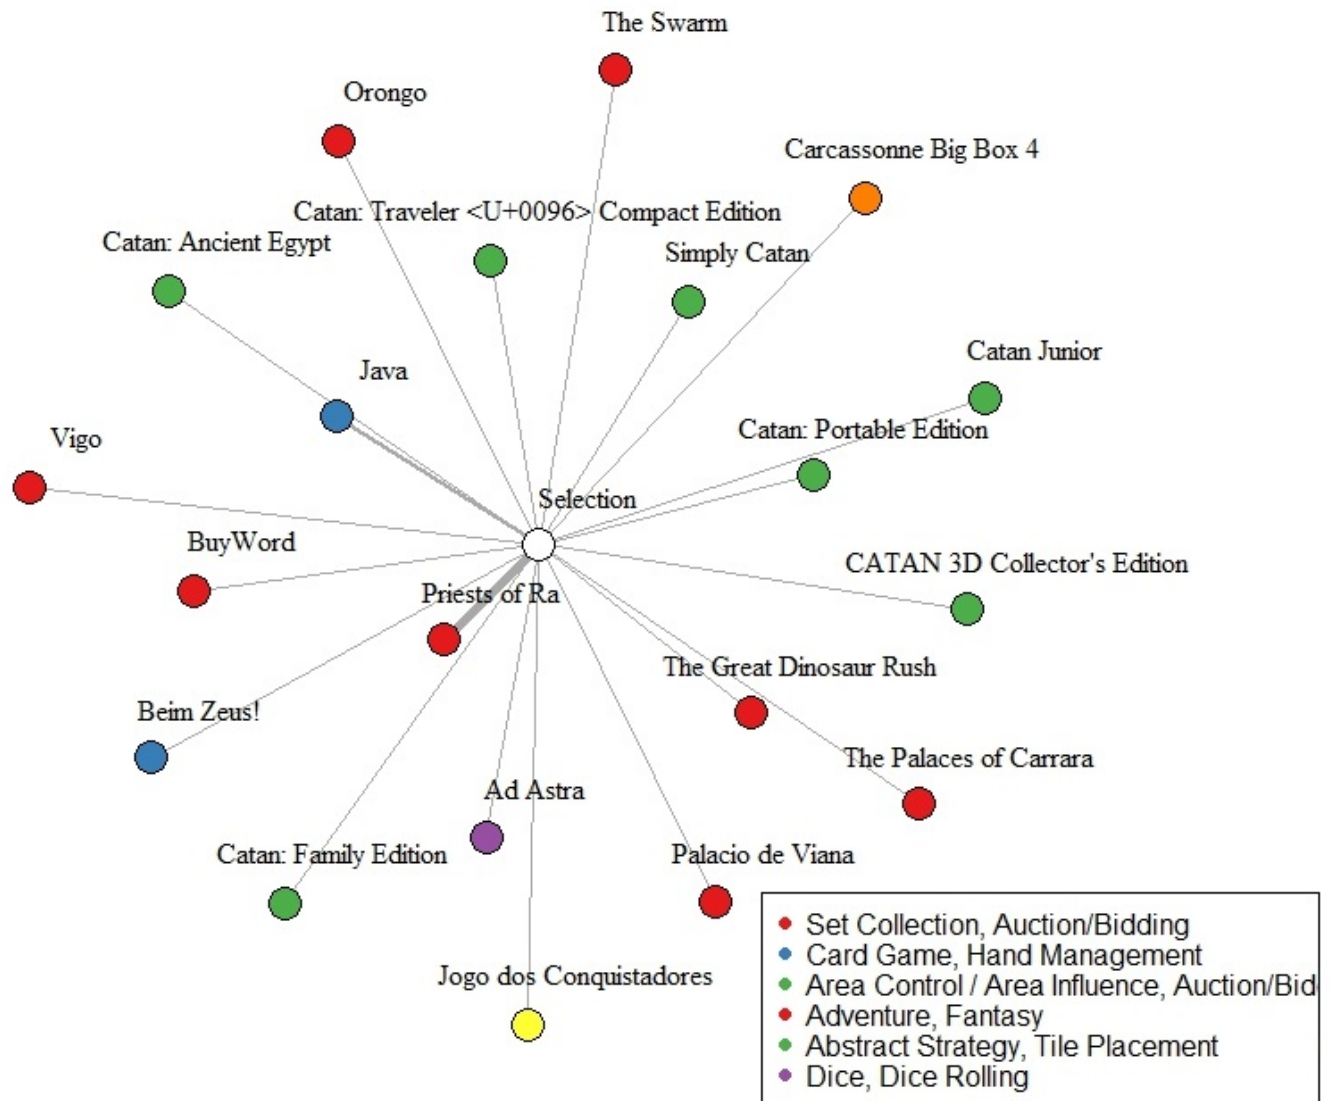 The Swarm
Orongo
Carcassonne Big Box 4
Catan: Traveler <U+0096> Compact Edition
Catan: Ancient Egypt
Simply Catan
Catan Junior
Java
Catan: Portable Edition
Vigo
Selection
BuyWord
CATAN 3D Collector's Edition
Priests of Ra
The Great Dinosaur Rush
Beim Zeus!
The Palaces of Carrara
Ad Astra
Catan: Family Edition
Palacio de Viana
Jogo dos Conquistadores
Set Collection, Auction/Bidding
Card Game, Hand Management
Area Control / Area Influence, Auction/Bid
Adventure, Fantasy
Abstract Strategy, Tile Placement
Dice, Dice Rolling